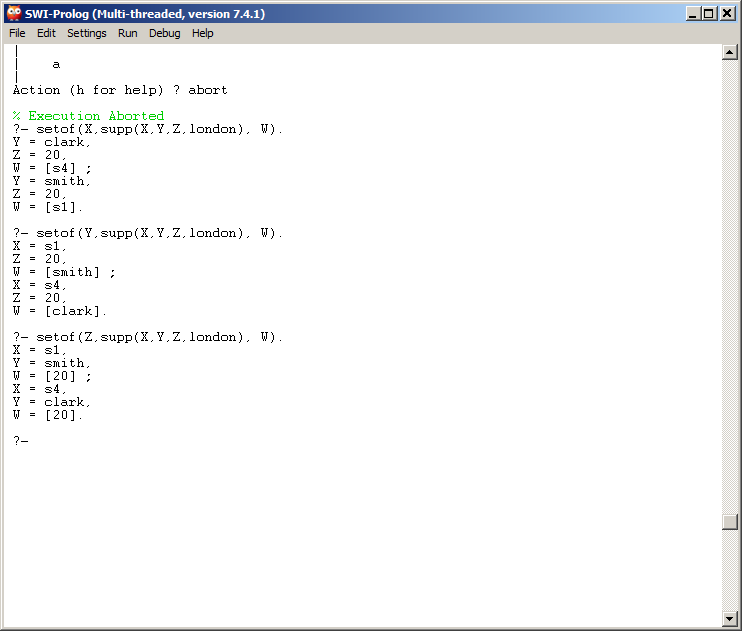 SWI-Prolog (Multi-threaded, version 7.4.1)
File Edit Settings Run Debug Help
|
| a
|
Action (h for help) ? abort
% Execution Aborted
?- setof(X,supp(X,Y,Z,london), W).
Y = clark,
Z = 20,
W = [s4] ;
Y = smith,
Z = 20,
W = [s1].
?- setof(Y,supp(X,Y,Z,london), W).
X = s1,
Z = 20,
W = [smith] ;
X = s4,
Z = 20,
W = [clark].
?- setof(Z,supp(X,Y,Z,london), W).
X = s1,
Y = smith,
W = [20] ;
X = s4,
Y = clark,
W = [20].
?-